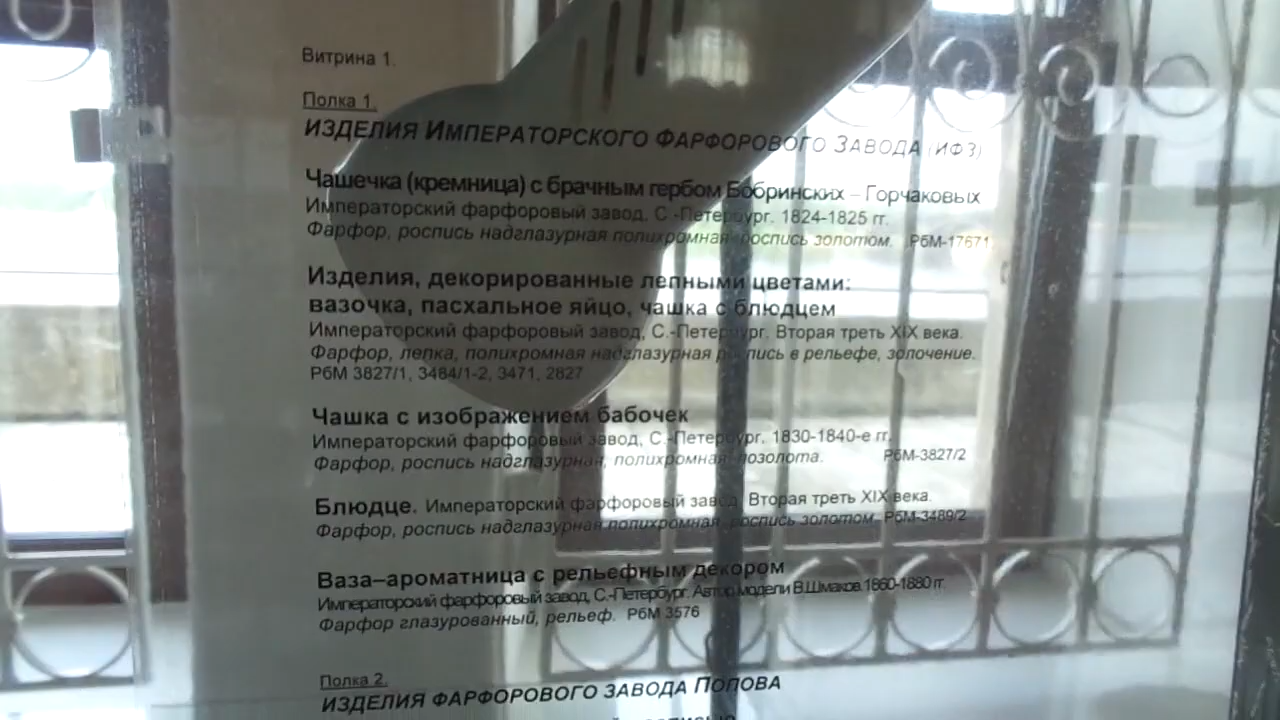 Витрина 1.
Полка 1.
ИЗДЕЛИЯ ИМПЕРАТОРСКОГО ФАРФОРОВОГО ЗАВОДА (ИФЗ)
Чашечка (кремница) с брачным гербом Бобринских – Горчаковых
Императорский фарфоровый завод. С.-Петербург. 1824-1825 гг.
Фарфор, роспись надглазурная полихромная роспись золотом. РбМ-17671
Изделия, декорированные лепными цветами:
вазочка, пасхальное яйцо, чашка с блюдцем
Императорский фарфоровый завод, С.-Петербург. Вторая треть XIX века.
Фарфор, лепка, полихромная надглазурная роспись в рельефе, золочение.
РбМ 3827/1, 3484/1-2, 3471, 2827
Чашка с изображением бабочек
Императорский фарфоровый завод, С.-Петербург. 1830-1840-е гг.
Фарфор, роспись надглазурная, полихромная позолота. РбМ-3827/2
Блюдце. Императорский фарфоровый завод Вторая треть XIX века.
Фарфор, роспись надглазурная полихромная, роспись золотом РбМ-3489/2
Ваза–ароматница с рельефным декором
Императорский фарфоровый завод, С.-Петербург. Автор модели В.Шмаков 1860-1880 гг.
Фарфор глазурованный, рельеф. РбМ 3576
Полка 2.
ИЗДЕЛИЯ ФАРФОРОВОГО ЗАВОДА ПОПОВА